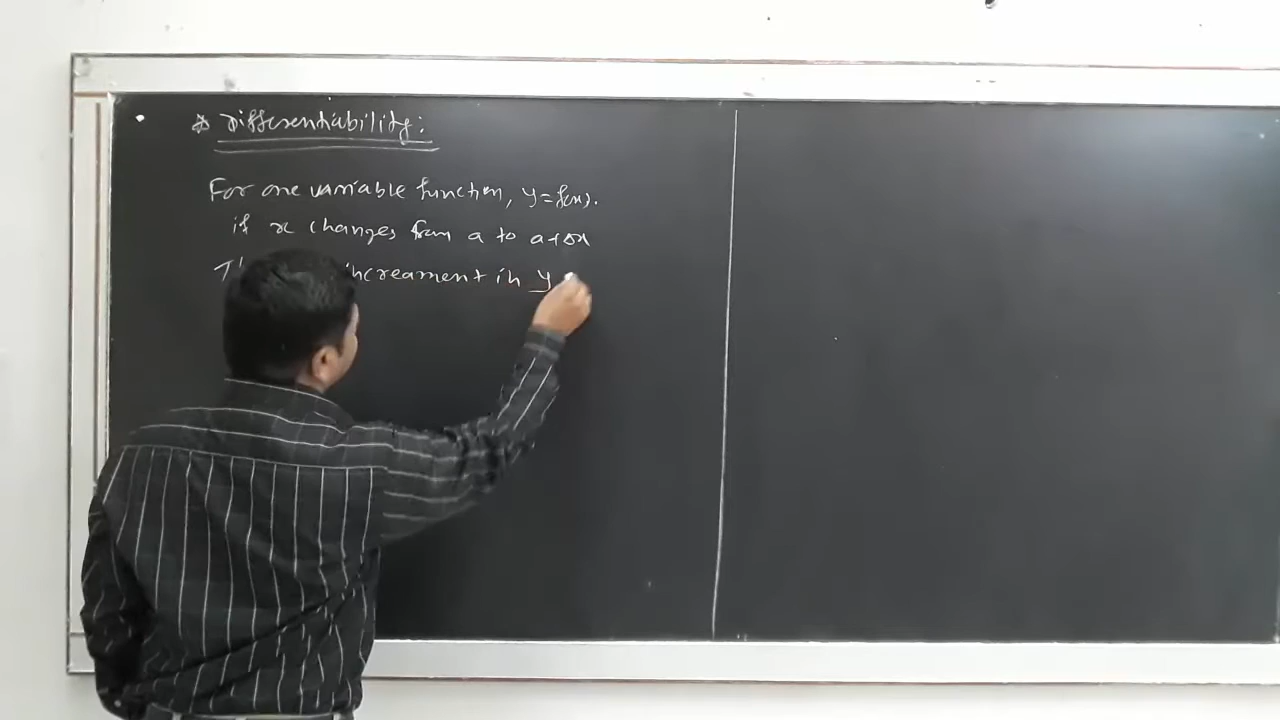 * Differentiability:
For one variable function, y=f(x).
if x changes from a to a+Δx
increament in y